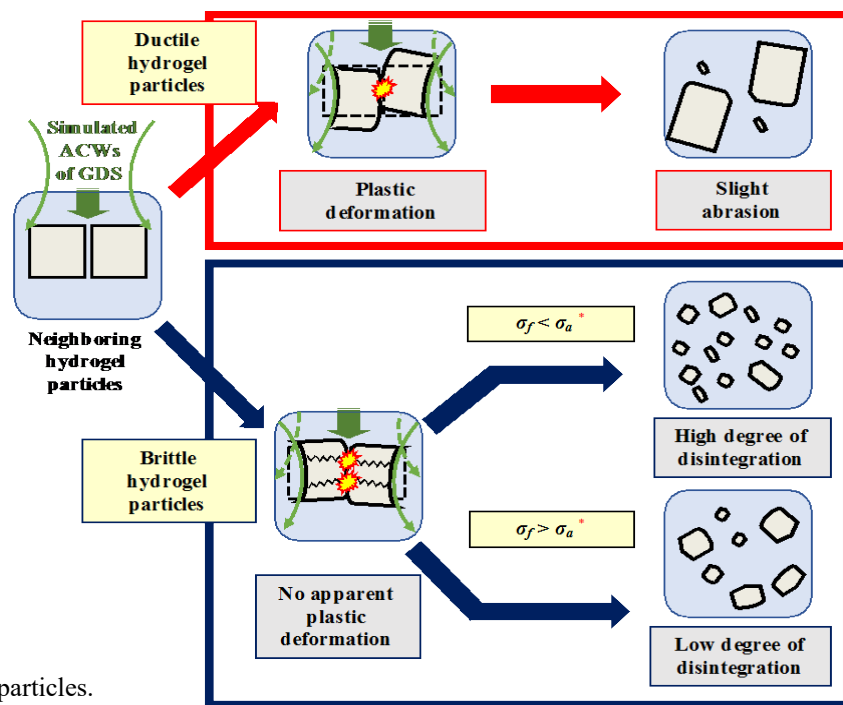 Ductile
hydrogel
particles
Simulated
ACWs
of GDS
Plastic
deformation
Slight
abrasion
Neighboring
hydrogel
particles
σf < σa *
High degree of
disintegration
Brittle
hydrogel
particles
σf > σa *
No apparent
plastic
deformation
Low degree of
disintegration
particles.